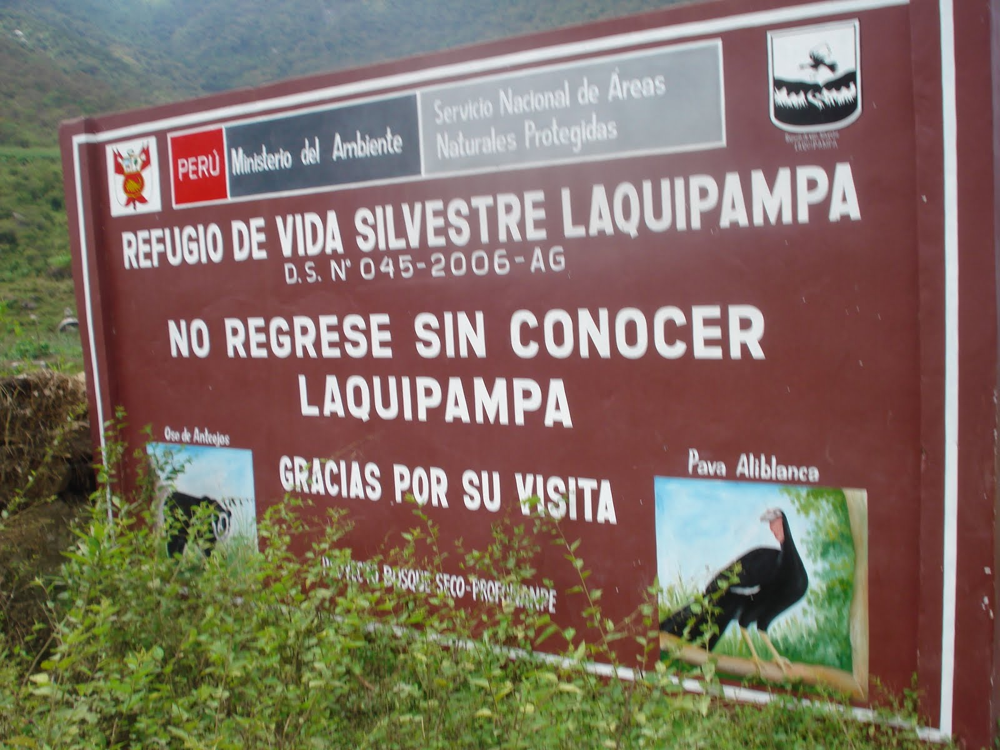 PERÚ
Ministerio del Ambiente
Servicio Nacional de Áreas
Naturales Protegidas
LAQUIPAMPA
REFUGIO DE VIDA SILVESTRE LAQUIPAMPA
D.S. Nº 045-2006-AG
NO REGRESE SIN CONOCER
LAQUIPAMPA
GRACIAS POR SU VISITA
Oso de Anteojos
Pava Aliblanca
PROYECTO BOSQUE SECO-PROFONANPE